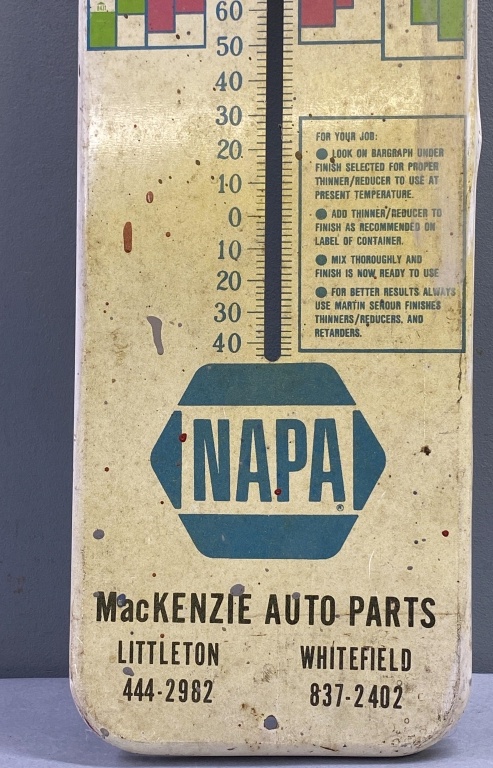 60
50
40
30
20
10
0
10
20
30
40
FOR YOUR JOB:
● LOOK ON BARGRAPH UNDER
FINISH SELECTED FOR PROPER
THINNER/REDUCER TO USE AT
PRESENT TEMPERATURE.
● ADD THINNER/REDUCER TO
FINISH AS RECOMMENDED ON
LABEL OF CONTAINER.
● MIX THOROUGHLY AND
FINISH IS NOW READY TO USE
● FOR BETTER RESULTS ALWAYS
USE MARTIN SENOUR FINISHES
THINNERS/REDUCERS, AND
RETARDERS.
NAPA®
MacKENZIE AUTO PARTS
LITTLETON WHITEFIELD
444-2982 837-2402